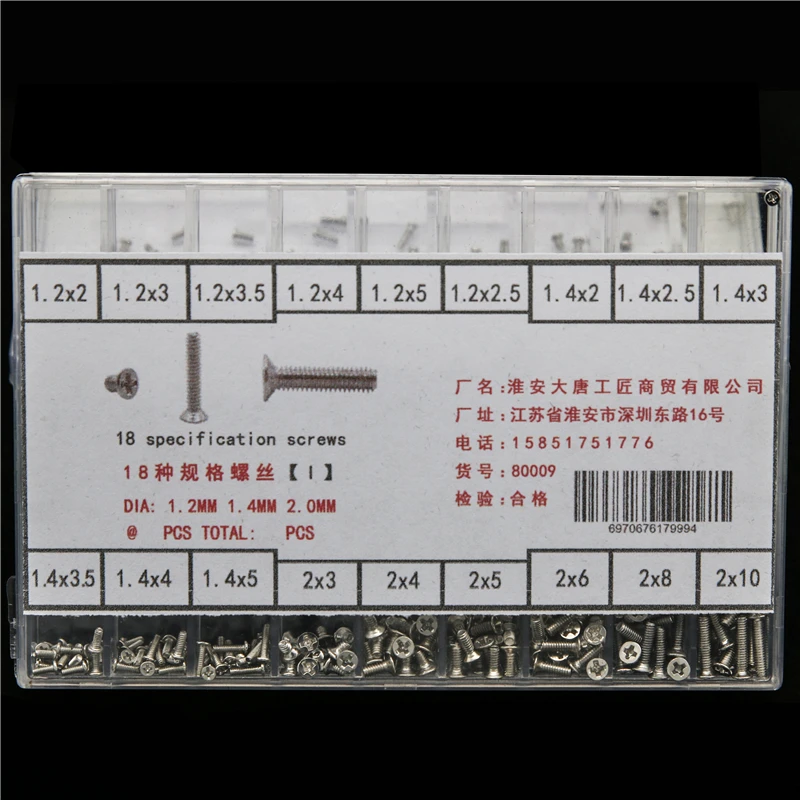 1.2x2 1.2x3 1.2x3.5 1.2x4 1.2x5 1.2x2.5 1.4x2 1.4x2.5 1.4x3
18 specification screws
18种规格螺丝【I】
DIA: 1.2MM 1.4MM 2.0MM
@ PCS TOTAL: PCS
厂名:淮安大唐工匠商贸有限公司
厂址:江苏省淮安市深圳东路16号
电话:15851751776
货号:80009
检验:合格
6970676179994
1.4x3.5 1.4x4 1.4x5 2x3 2x4 2x5 2x6 2x8 2x10